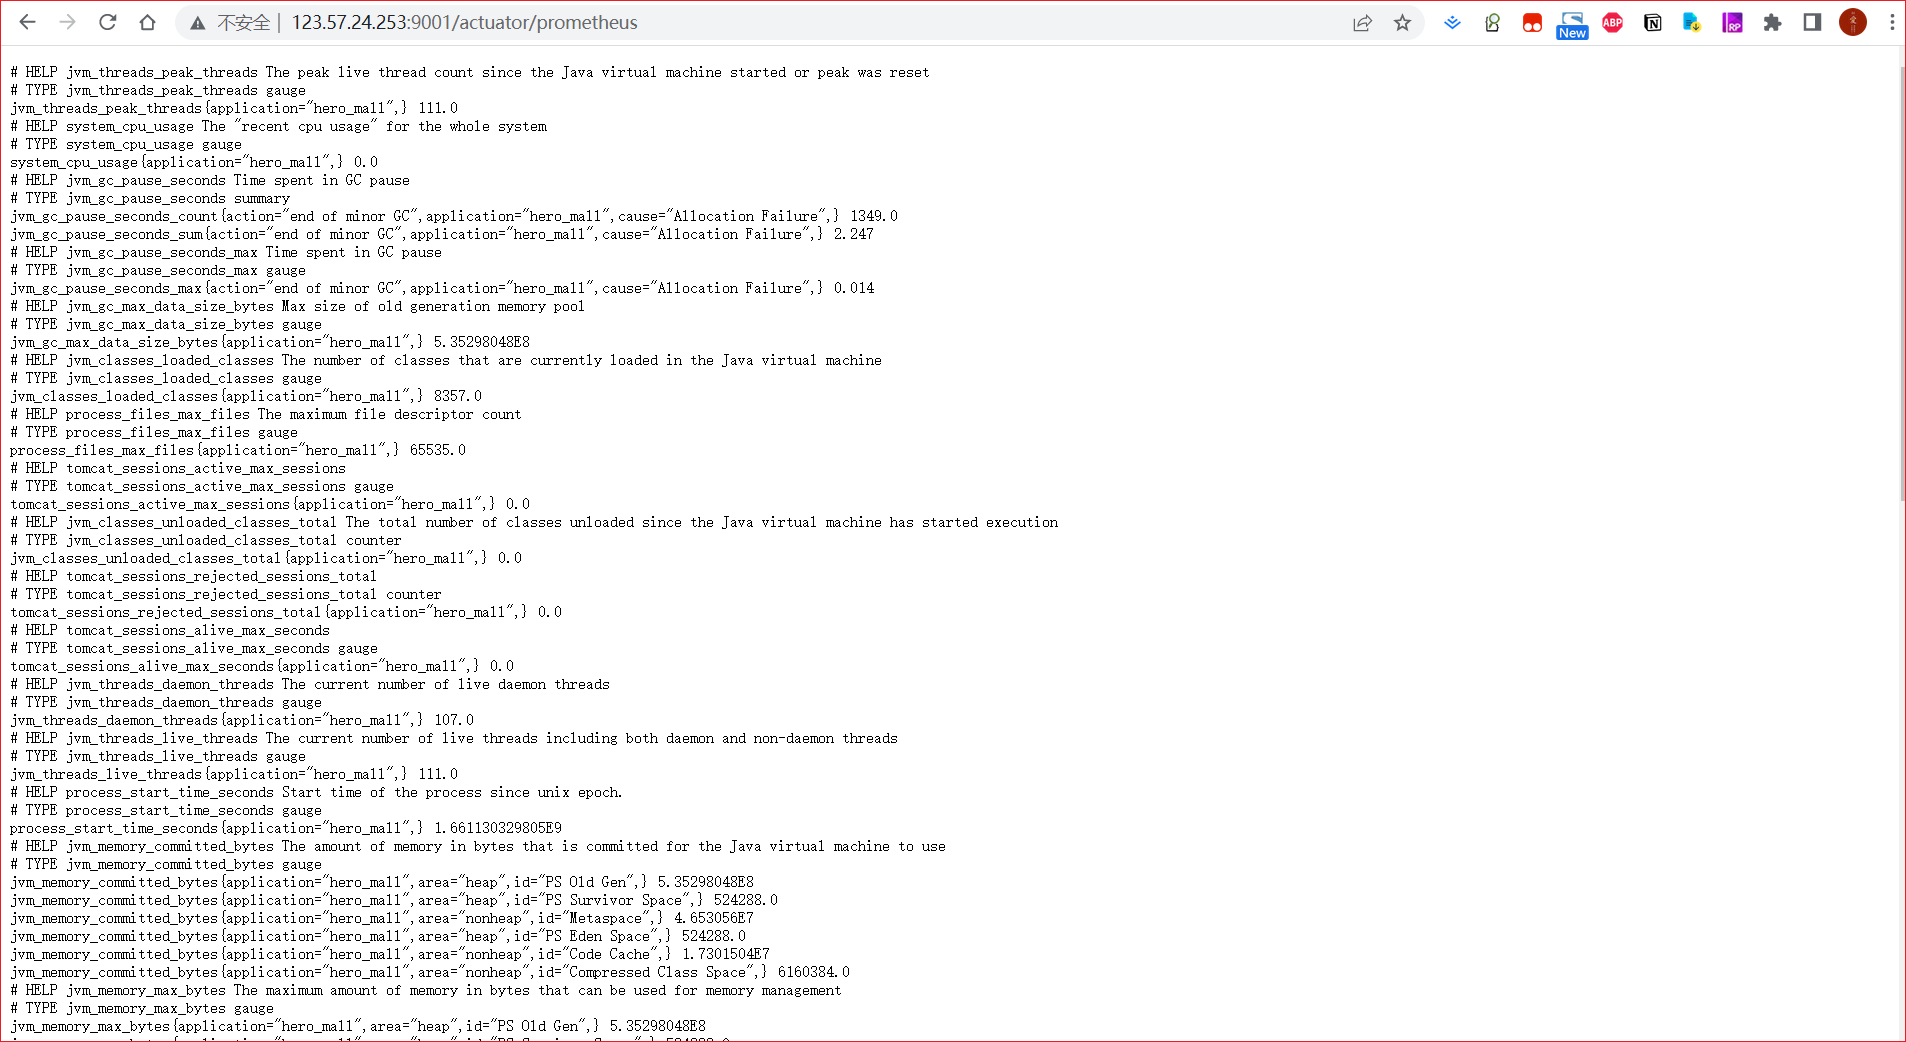 不安全 | 123.57.24.253:9001/actuator/prometheus
New
ABP
N
RP
# HELP jvm_threads_peak_threads The peak live thread count since the Java virtual machine started or peak was reset
# TYPE jvm_threads_peak_threads gauge
jvm_threads_peak_threads{application="hero_mall",} 111.0
# HELP system_cpu_usage The "recent cpu usage" for the whole system
# TYPE system_cpu_usage gauge
system_cpu_usage{application="hero_mall",} 0.0
# HELP jvm_gc_pause_seconds Time spent in GC pause
# TYPE jvm_gc_pause_seconds summary
jvm_gc_pause_seconds_count{action="end of minor GC",application="hero_mall",cause="Allocation Failure",} 1349.0
jvm_gc_pause_seconds_sum{action="end of minor GC",application="hero_mall",cause="Allocation Failure",} 2.247
# HELP jvm_gc_pause_seconds_max Time spent in GC pause
# TYPE jvm_gc_pause_seconds_max gauge
jvm_gc_pause_seconds_max{action="end of minor GC",application="hero_mall",cause="Allocation Failure",} 0.014
# HELP jvm_gc_max_data_size_bytes Max size of old generation memory pool
# TYPE jvm_gc_max_data_size_bytes gauge
jvm_gc_max_data_size_bytes{application="hero_mall",} 5.35298048E8
# HELP jvm_classes_loaded_classes The number of classes that are currently loaded in the Java virtual machine
# TYPE jvm_classes_loaded_classes gauge
jvm_classes_loaded_classes{application="hero_mall",} 8357.0
# HELP process_files_max_files The maximum file descriptor count
# TYPE process_files_max_files gauge
process_files_max_files{application="hero_mall",} 65535.0
# HELP tomcat_sessions_active_max_sessions
# TYPE tomcat_sessions_active_max_sessions gauge
tomcat_sessions_active_max_sessions{application="hero_mall",} 0.0
# HELP jvm_classes_unloaded_classes_total The total number of classes unloaded since the Java virtual machine has started execution
# TYPE jvm_classes_unloaded_classes_total counter
jvm_classes_unloaded_classes_total{application="hero_mall",} 0.0
# HELP tomcat_sessions_rejected_sessions_total
# TYPE tomcat_sessions_rejected_sessions_total counter
tomcat_sessions_rejected_sessions_total{application="hero_mall",} 0.0
# HELP tomcat_sessions_alive_max_seconds
# TYPE tomcat_sessions_alive_max_seconds gauge
tomcat_sessions_alive_max_seconds{application="hero_mall",} 0.0
# HELP jvm_threads_daemon_threads The current number of live daemon threads
# TYPE jvm_threads_daemon_threads gauge
jvm_threads_daemon_threads{application="hero_mall",} 107.0
# HELP jvm_threads_live_threads The current number of live threads including both daemon and non-daemon threads
# TYPE jvm_threads_live_threads gauge
jvm_threads_live_threads{application="hero_mall",} 111.0
# HELP process_start_time_seconds Start time of the process since unix epoch.
# TYPE process_start_time_seconds gauge
process_start_time_seconds{application="hero_mall",} 1.661130329805E9
# HELP jvm_memory_committed_bytes The amount of memory in bytes that is committed for the Java virtual machine to use
# TYPE jvm_memory_committed_bytes gauge
jvm_memory_committed_bytes{application="hero_mall",area="heap",id="PS Old Gen",} 5.35298048E8
jvm_memory_committed_bytes{application="hero_mall",area="heap",id="PS Survivor Space",} 524288.0
jvm_memory_committed_bytes{application="hero_mall",area="nonheap",id="Metaspace",} 4.653056E7
jvm_memory_committed_bytes{application="hero_mall",area="heap",id="PS Eden Space",} 524288.0
jvm_memory_committed_bytes{application="hero_mall",area="nonheap",id="Code Cache",} 1.7301504E7
jvm_memory_committed_bytes{application="hero_mall",area="nonheap",id="Compressed Class Space",} 6160384.0
# HELP jvm_memory_max_bytes The maximum amount of memory in bytes that can be used for memory management
# TYPE jvm_memory_max_bytes gauge
jvm_memory_max_bytes{application="hero_mall",area="heap",id="PS Old Gen",} 5.35298048E8